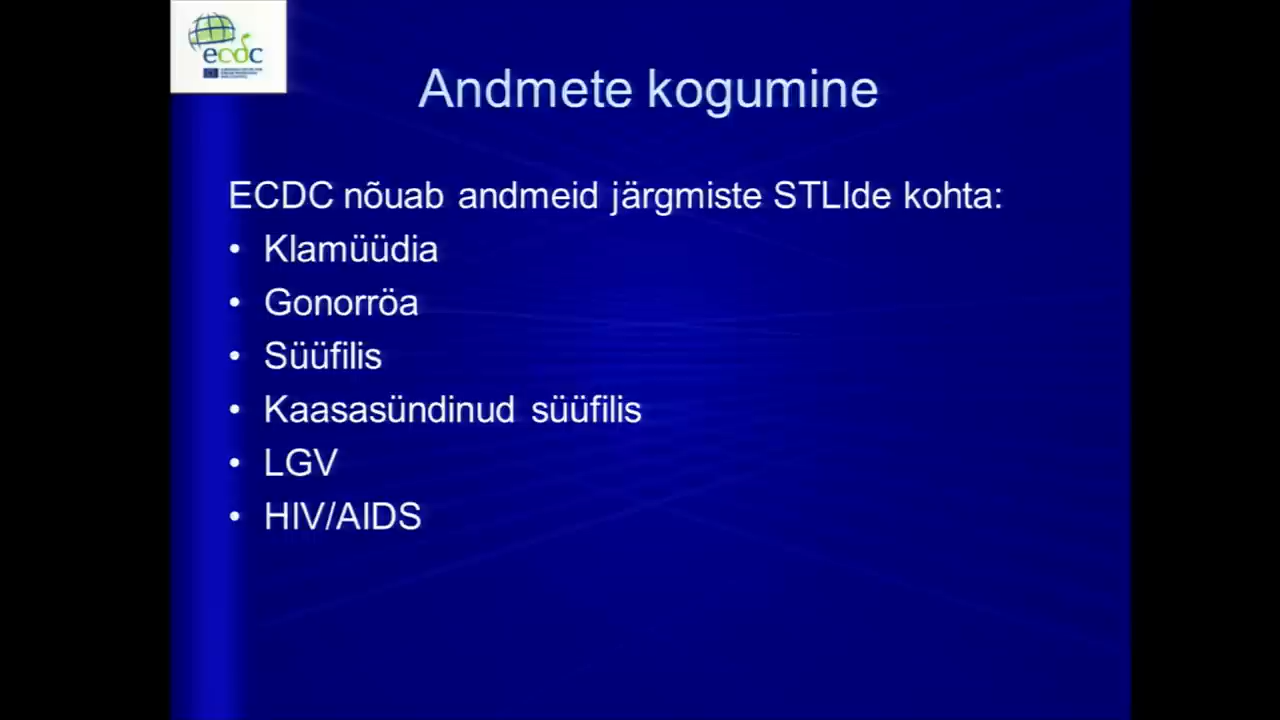 ecdc
Andmete kogumine
ECDC nõuab andmeid järgmiste STLIde kohta:
• Klamüüdia
• Gonorröa
• Süüfilis
• Kaasasündinud süüfilis
• LGV
• HIV/AIDS